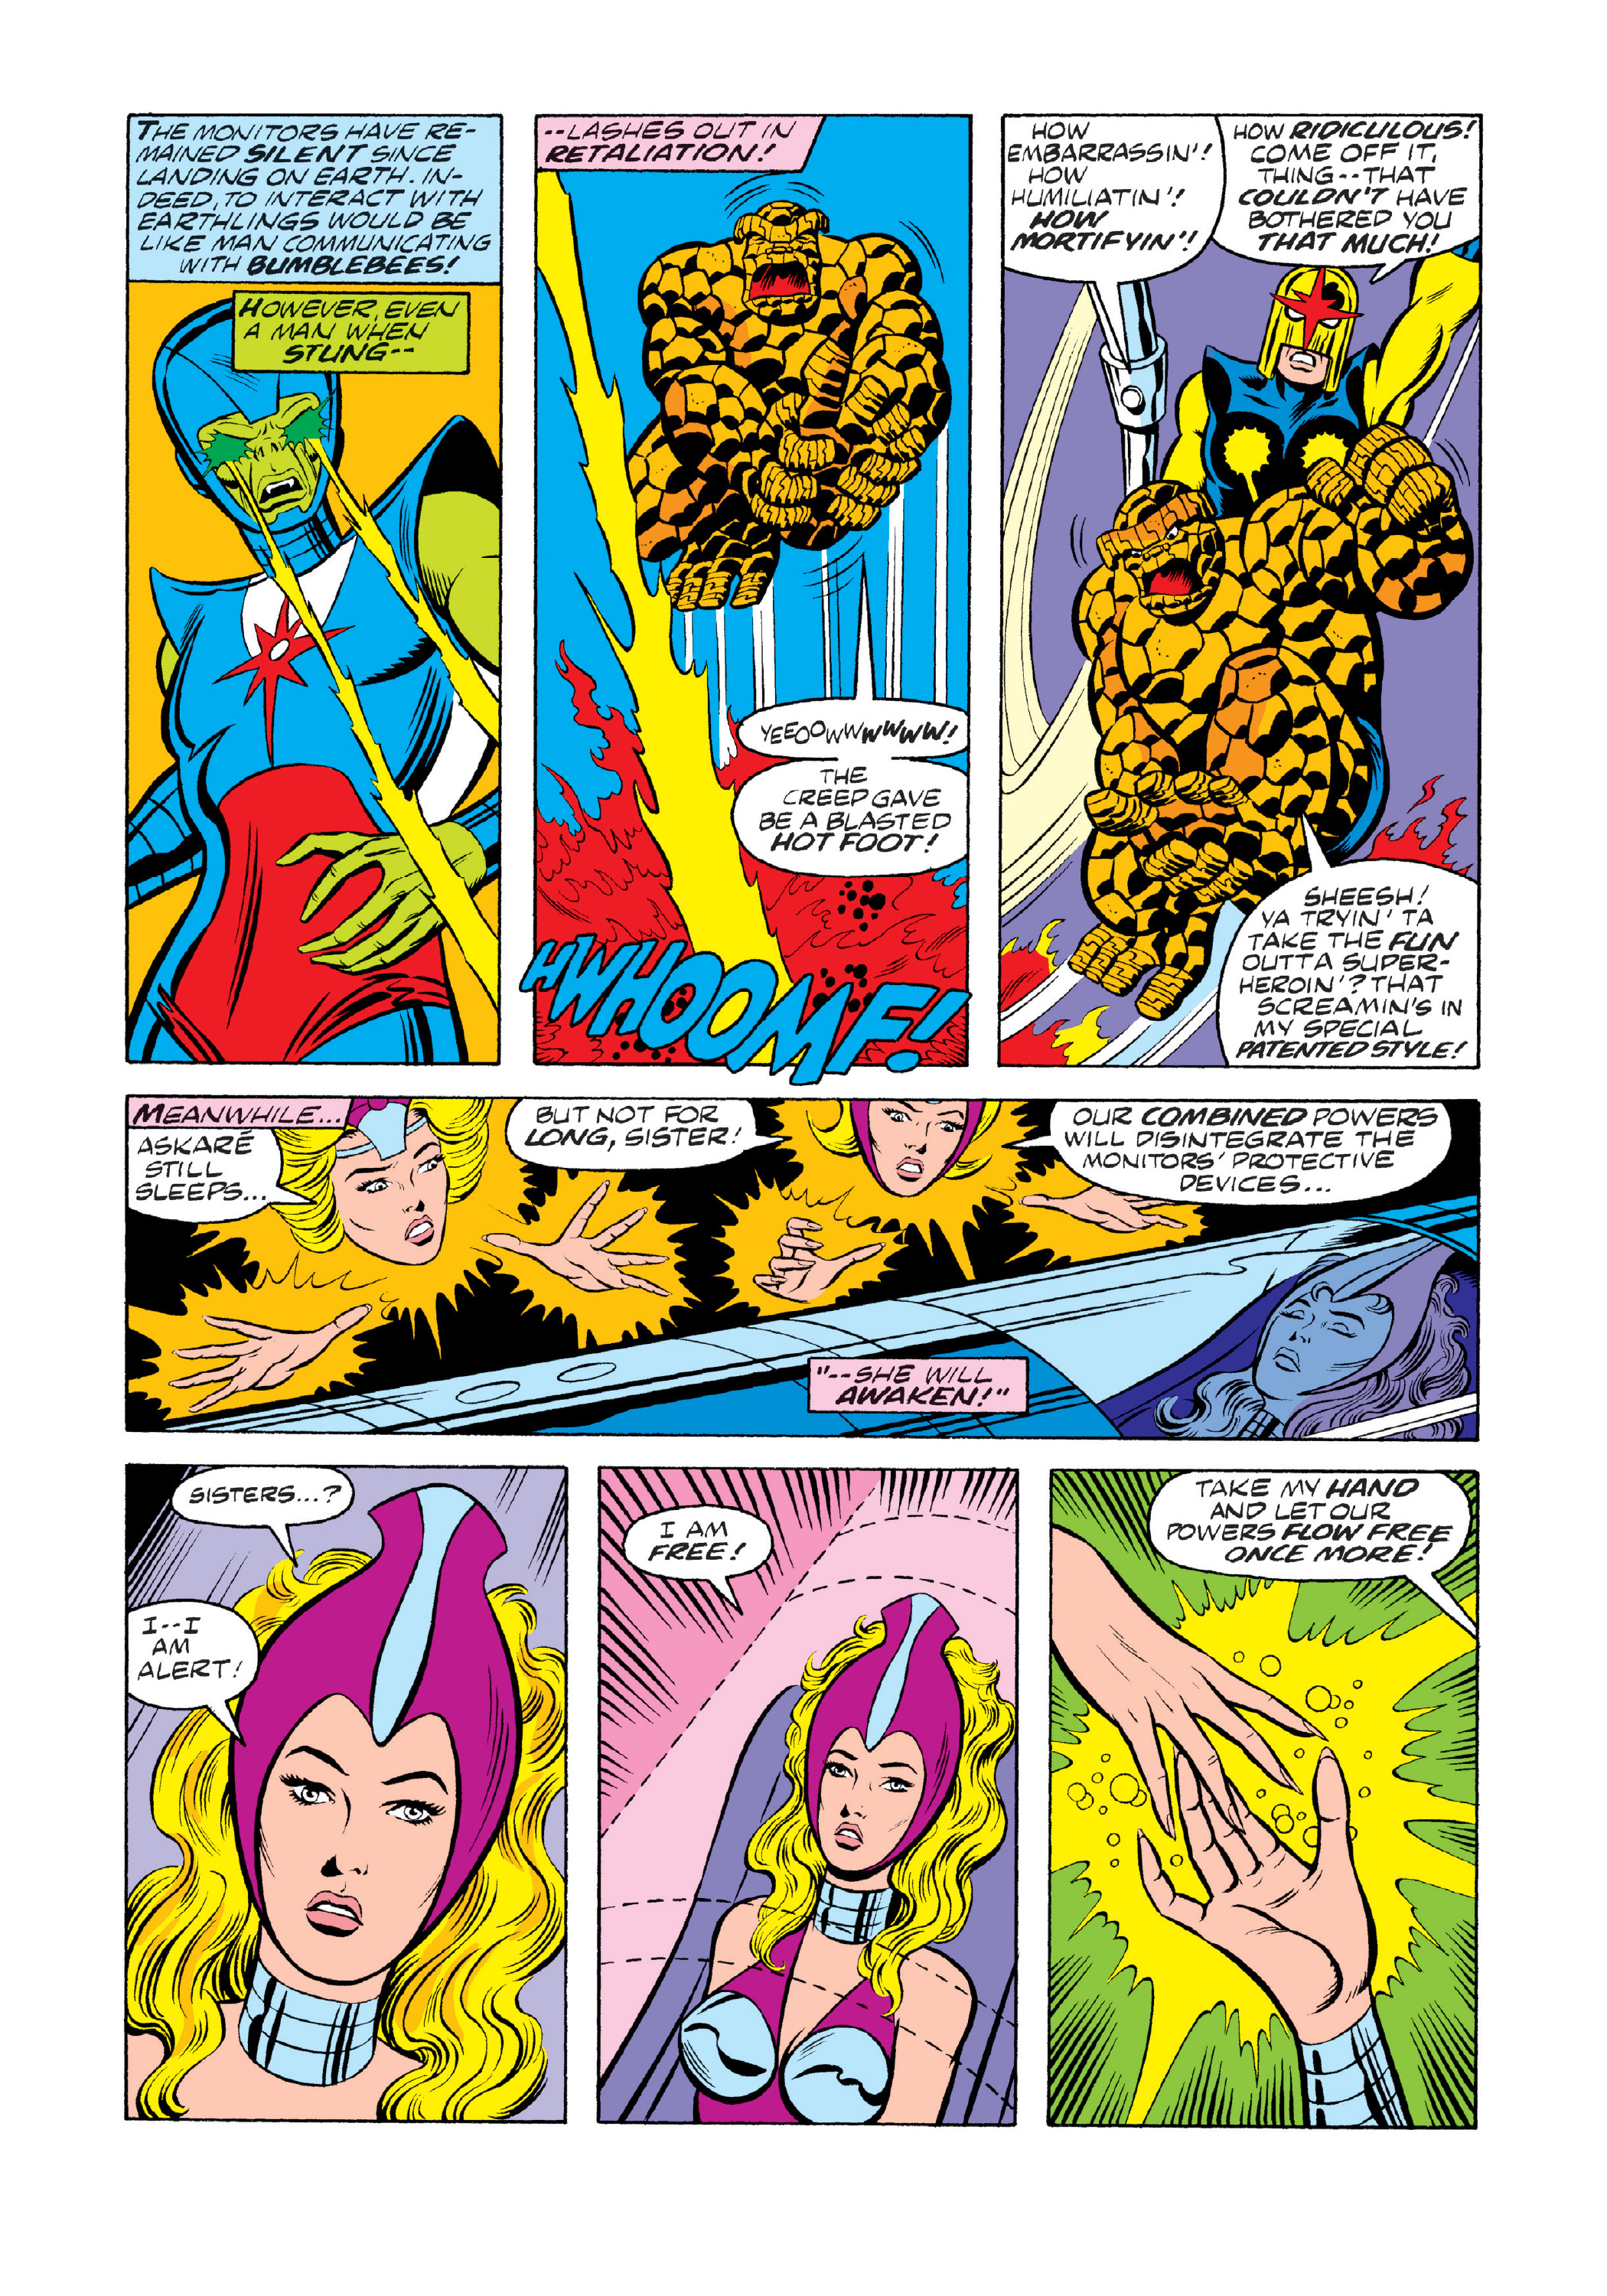 THE MONITORS HAVE RE-
MAINED SILENT SINCE
LANDING ON EARTH. IN-
DEED, TO INTERACT WITH
EARTHLINGS WOULD BE
LIKE MAN COMMUNICATING
WITH BUMBLEBEES!
HOWEVER, EVEN
A MAN WHEN
STUNG--
--LASHES OUT IN
RETALIATION!
YEEOOWWWWWW!
THE
CREEP GAVE
BE A BLASTED
HOT FOOT!
HWHOOMF!
HOW
EMBARRASSIN'!
HOW
HUMILIATIN'!
HOW
MORTIFYIN'!
HOW RIDICULOUS!
COME OFF IT,
THING--THAT
COULDN'T HAVE
BOTHERED YOU
THAT MUCH!
SHEESH!
YA TRYIN' TA
TAKE THE FUN
OUTTA SUPER-
HEROIN'? THAT
SCREAMIN'S IN
MY SPECIAL
PATENTED STYLE!
MEANWHILE...
ASKARÉ
STILL
SLEEPS...
BUT NOT FOR
LONG, SISTER!
OUR COMBINED POWERS
WILL DISINTEGRATE THE
MONITORS' PROTECTIVE
DEVICES...
"--SHE WILL
AWAKEN!"
SISTERS...?
I--I
AM
ALERT!
I AM
FREE!
TAKE MY HAND
AND LET OUR
POWERS FLOW FREE
ONCE MORE!